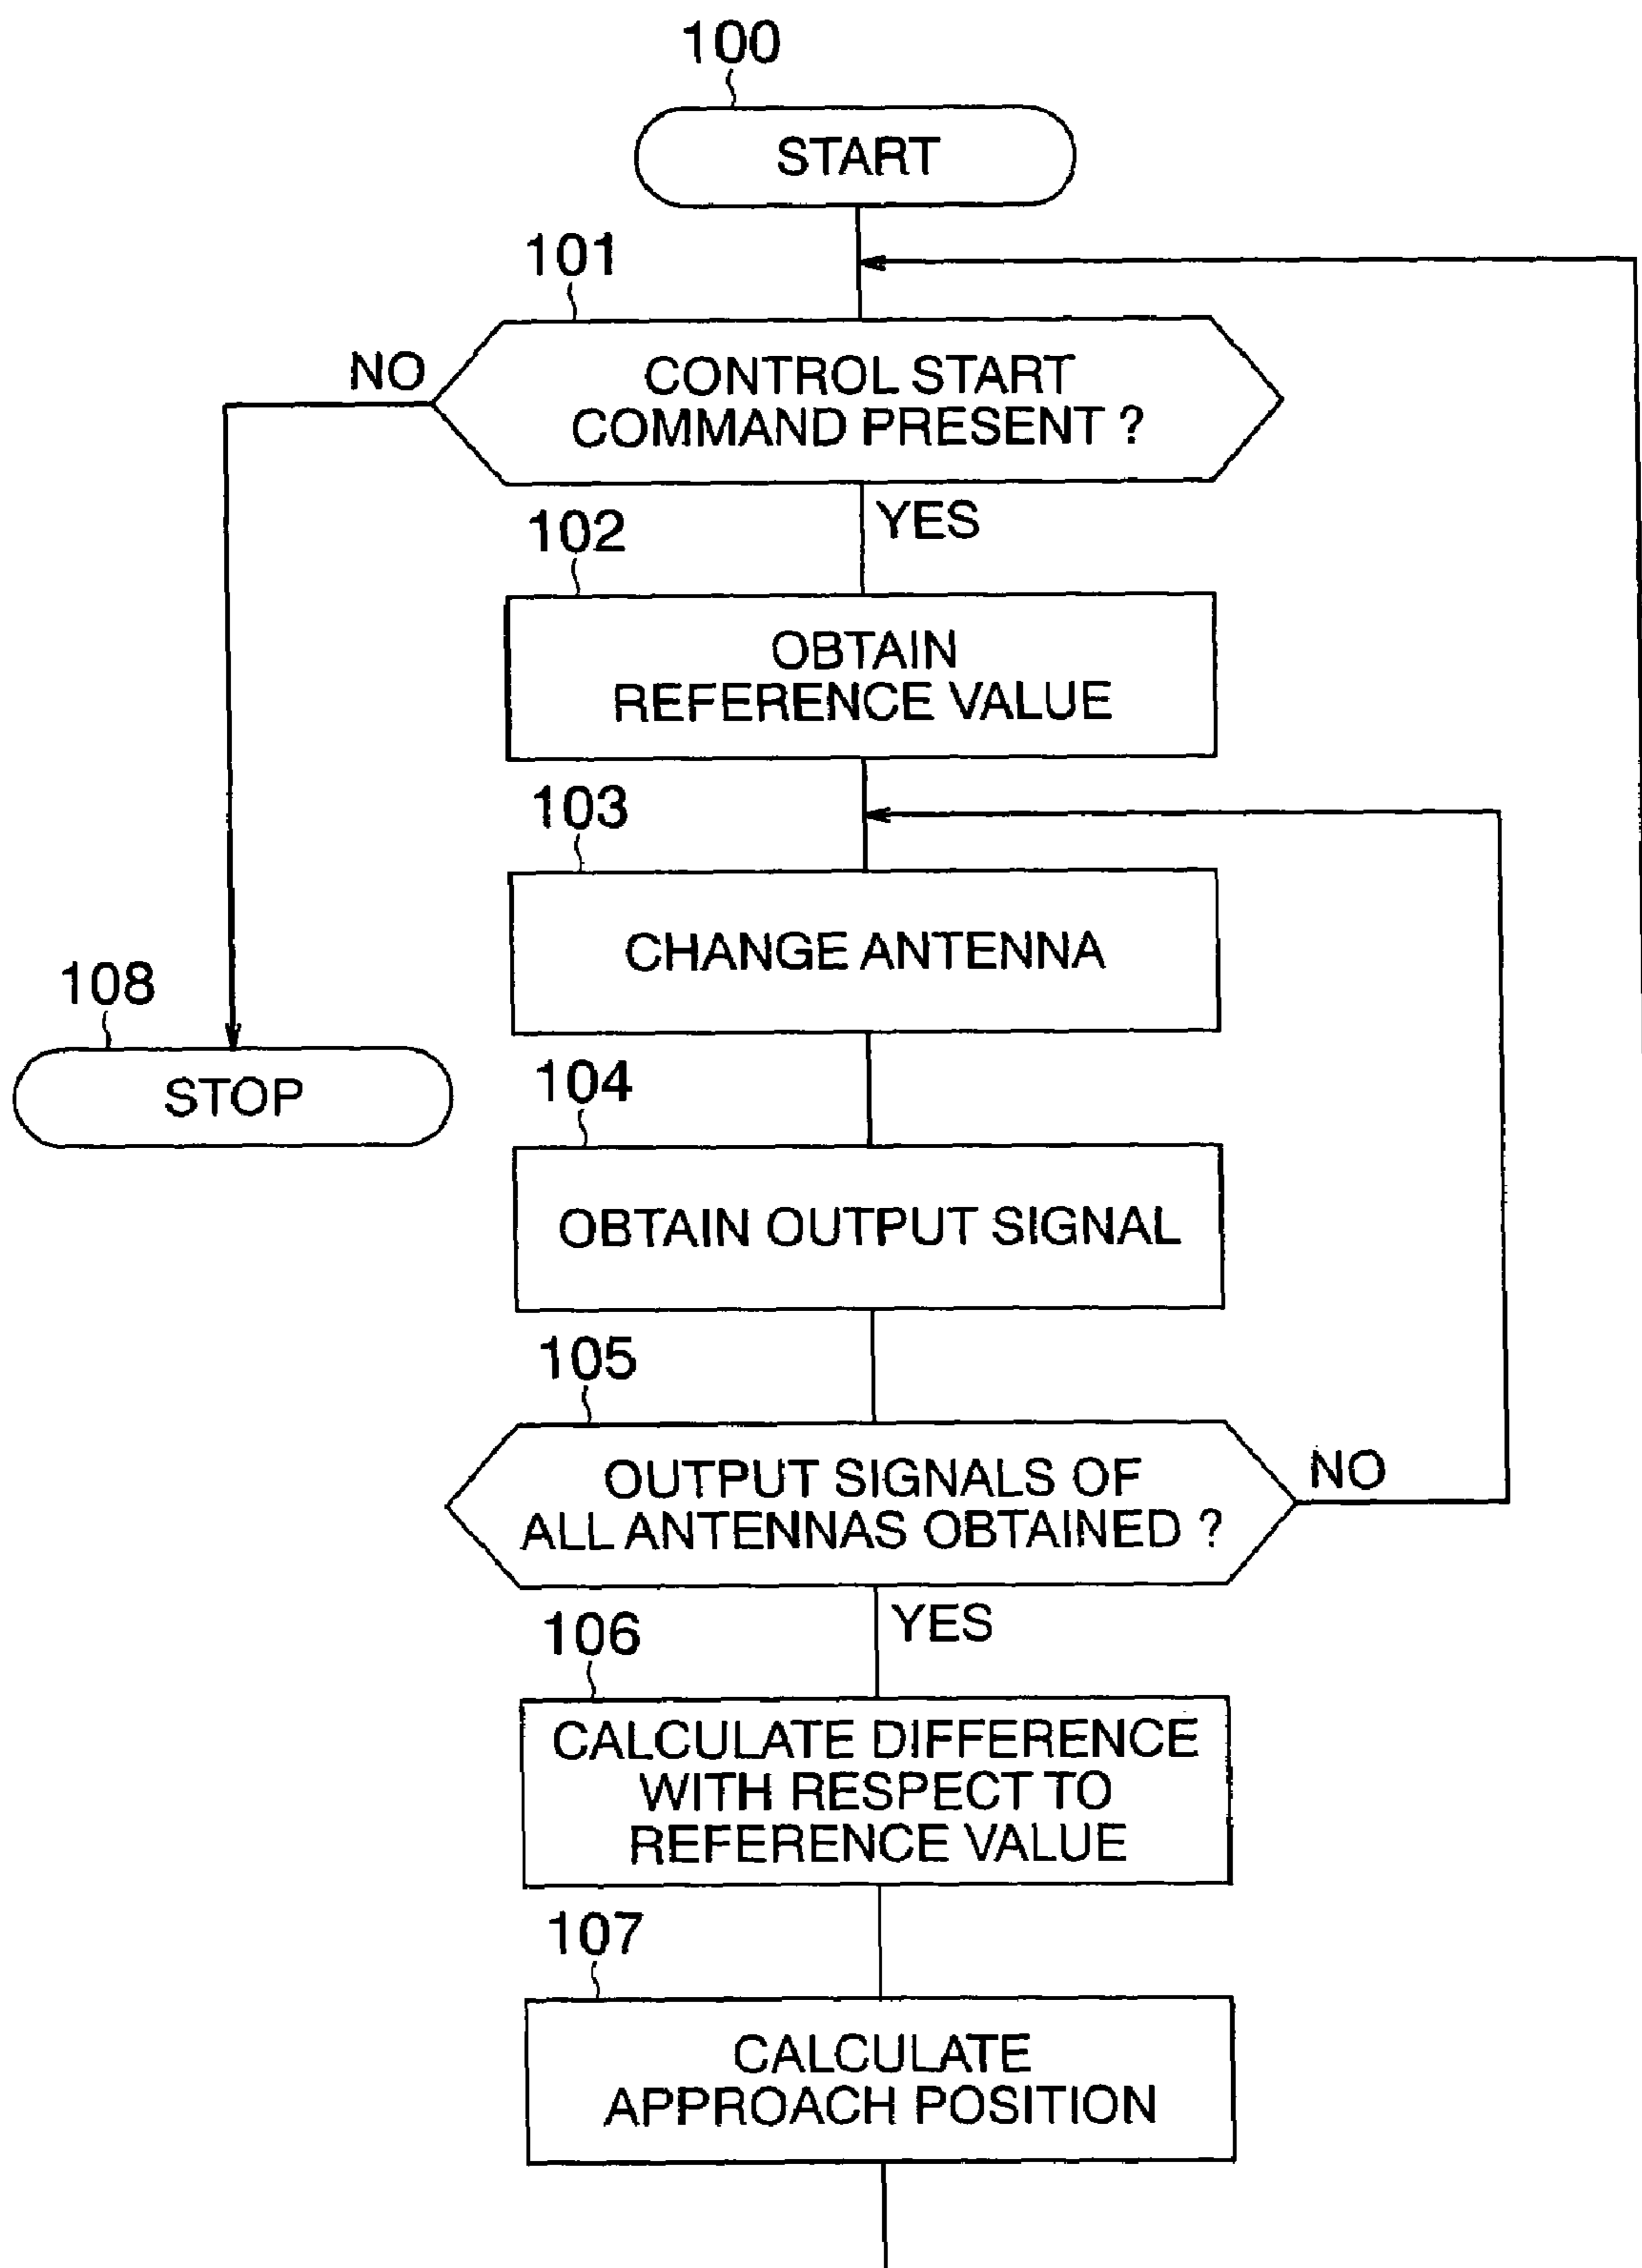 100
START
101
NO
CONTROL START
COMMAND PRESENT ?
YES
102
OBTAIN
REFERENCE VALUE
103
CHANGE ANTENNA
108
STOP
104
OBTAIN OUTPUT SIGNAL
105
OUTPUT SIGNALS OF
ALL ANTENNAS OBTAINED ?
NO
YES
106
CALCULATE DIFFERENCE
WITH RESPECT TO
REFERENCE VALUE
107
CALCULATE
APPROACH POSITION